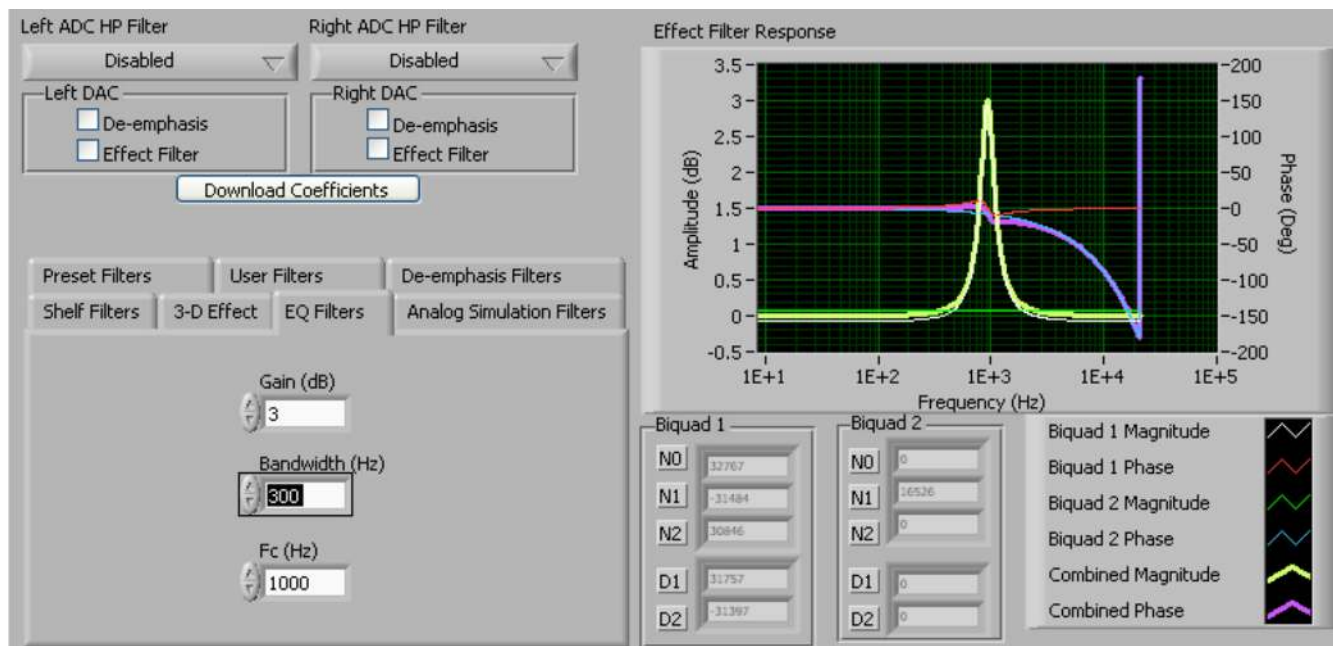 Left ADC HP Filter
Disabled
Right ADC HP Filter
Disabled
Left DAC
De-emphasis
Effect Filter
Right DAC
De-emphasis
Effect Filter
Download Coefficients
Preset Filters
User Filters
De-emphasis Filters
Shelf Filters
3-D Effect
EQ Filters
Analog Simulation Filters
Gain (dB)
3
Bandwidth (Hz)
300
Fc (Hz)
1000
Effect Filter Response
Amplitude (dB)
3.5
3
2.5
2
1.5
1
0.5
0
-0.5
200
150
100
50
0
-50
-100
-150
-200
Phase (Deg)
1E+1
1E+2
1E+3
1E+4
1E+5
Frequency (Hz)
Biquad 1
N0 32767
N1 -31484
N2 30846
D1 31757
D2 -31397
Biquad 2
N0 0
N1 16526
N2 0
D1 0
D2 0
Biquad 1 Magnitude
Biquad 1 Phase
Biquad 2 Magnitude
Biquad 2 Phase
Combined Magnitude
Combined Phase